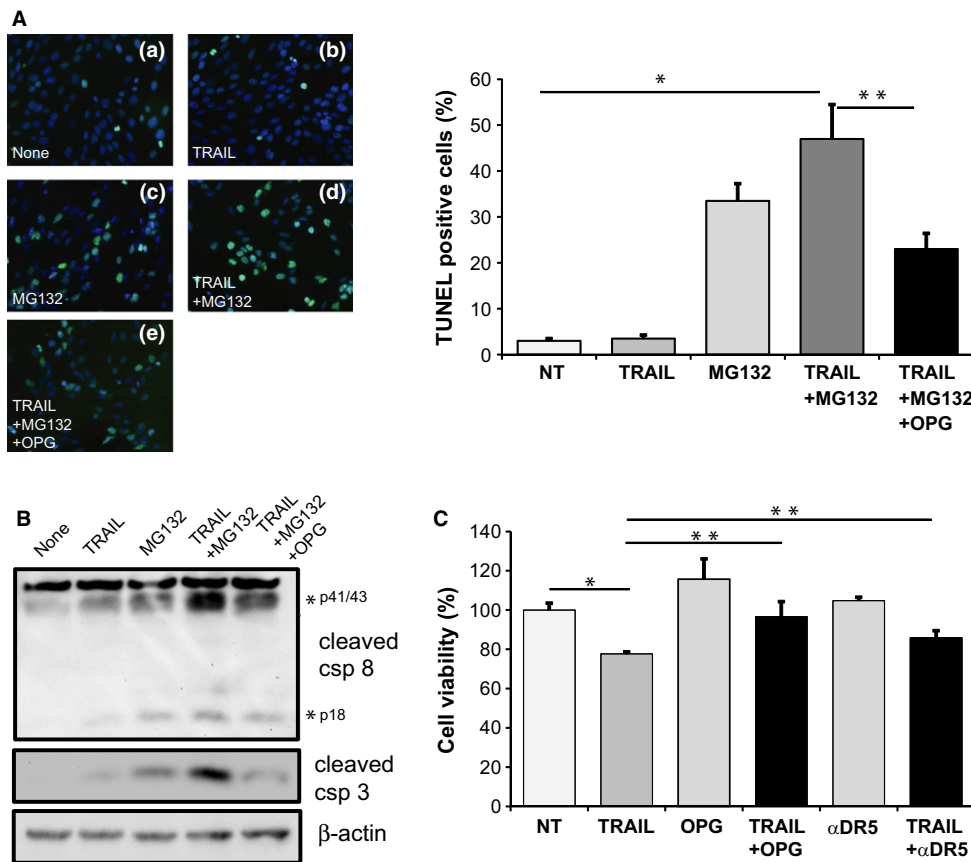 A
(a)
None
(b)
TRAIL
(c)
MG132
(d)
TRAIL
+MG132
(e)
TRAIL
+MG132
+OPG
TUNEL positive cells (%)
60
50
40
30
20
10
0
*
* *
NT
TRAIL
MG132
TRAIL
+MG132
TRAIL
+MG132
+OPG
B
None
TRAIL
MG132
TRAIL
+MG132
TRAIL
+MG132
+OPG
* p41/43
cleaved
csp 8
* p18
cleaved
csp 3
β-actin
C
Cell viability (%)
140
120
100
80
60
40
20
0
*
* *
* *
NT
TRAIL
OPG
TRAIL
+OPG
αDR5
TRAIL
+αDR5